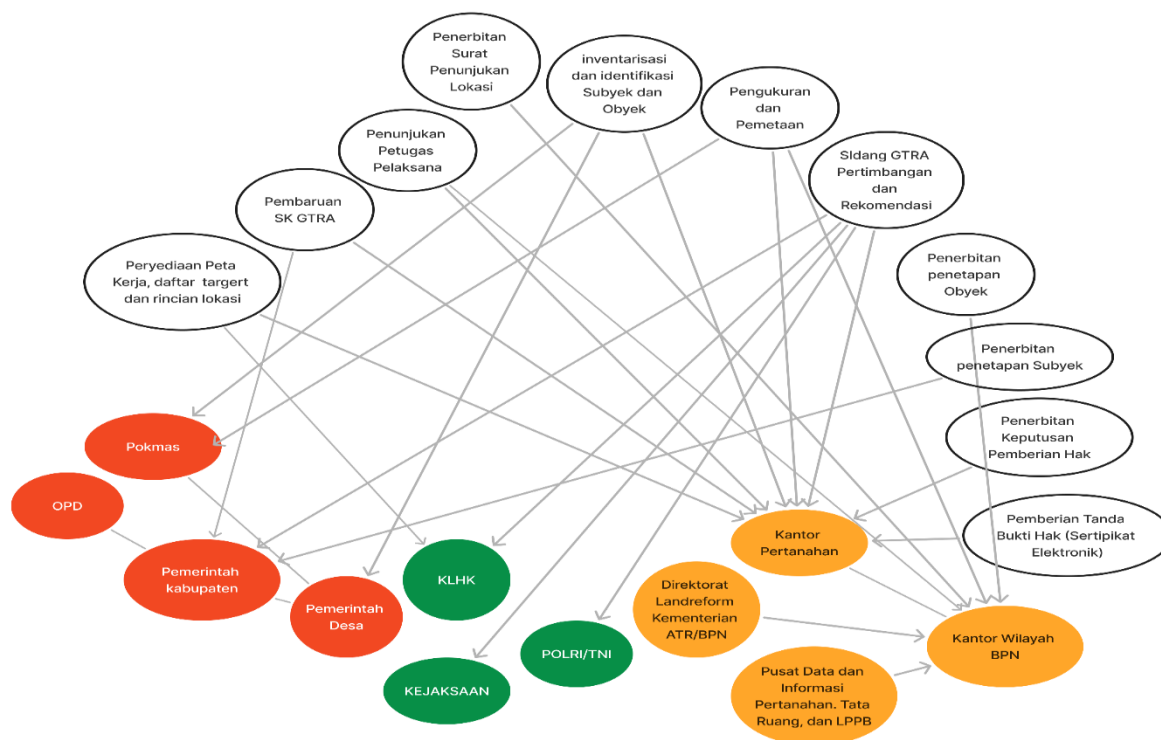 Penerbitan
Surat
Penunjukan
Lokasi
inventarisasi
dan identifikasi
Subyek dan
Obyek
Pengukuran
dan
Pemetaan
Penunjukan
Petugas
Pelaksana
SIdang GTRA
Pertimbangan
dan
Rekomendasi
Pembaruan
SK GTRA
Peryediaan Peta
Kerja, daftar targert
dan rincian lokasi
Penerbitan
penetapan
Obyek
Penerbitan
penetapan Subyek
Penerbitan
Keputusan
Pemberian Hak
Pemberian Tanda
Bukti Hak (Sertipikat
Elektronik)
Pokmas
OPD
Pemerintah
kabupaten
Pemerintah
Desa
KLHK
KEJAKSAAN
POLRI/TNI
Kantor
Pertanahan
Direktorat
Landreform
Kementerian
ATR/BPN
Kantor Wilayah
BPN
Pusat Data dan
Informasi
Pertanahan. Tata
Ruang, dan LPPB